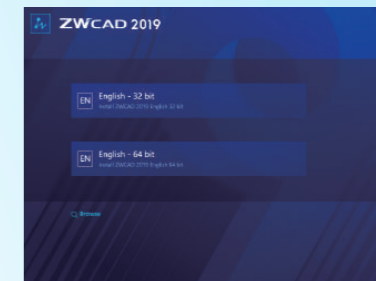 ZWCAD 2019
EN English - 32 bit
Install ZWCAD 2019 English 32 bit
EN English - 64 bit
Install ZWCAD 2019 English 64 bit
Browse